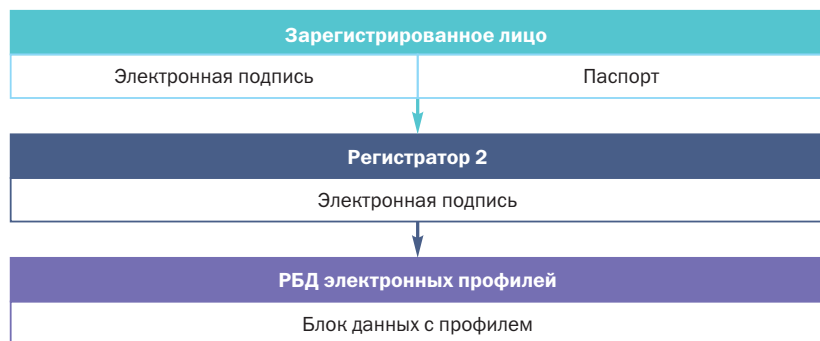 Зарегистрированное лицо
Электронная подпись
Паспорт
Регистратор 2
Электронная подпись
РБД электронных профилей
Блок данных с профилем